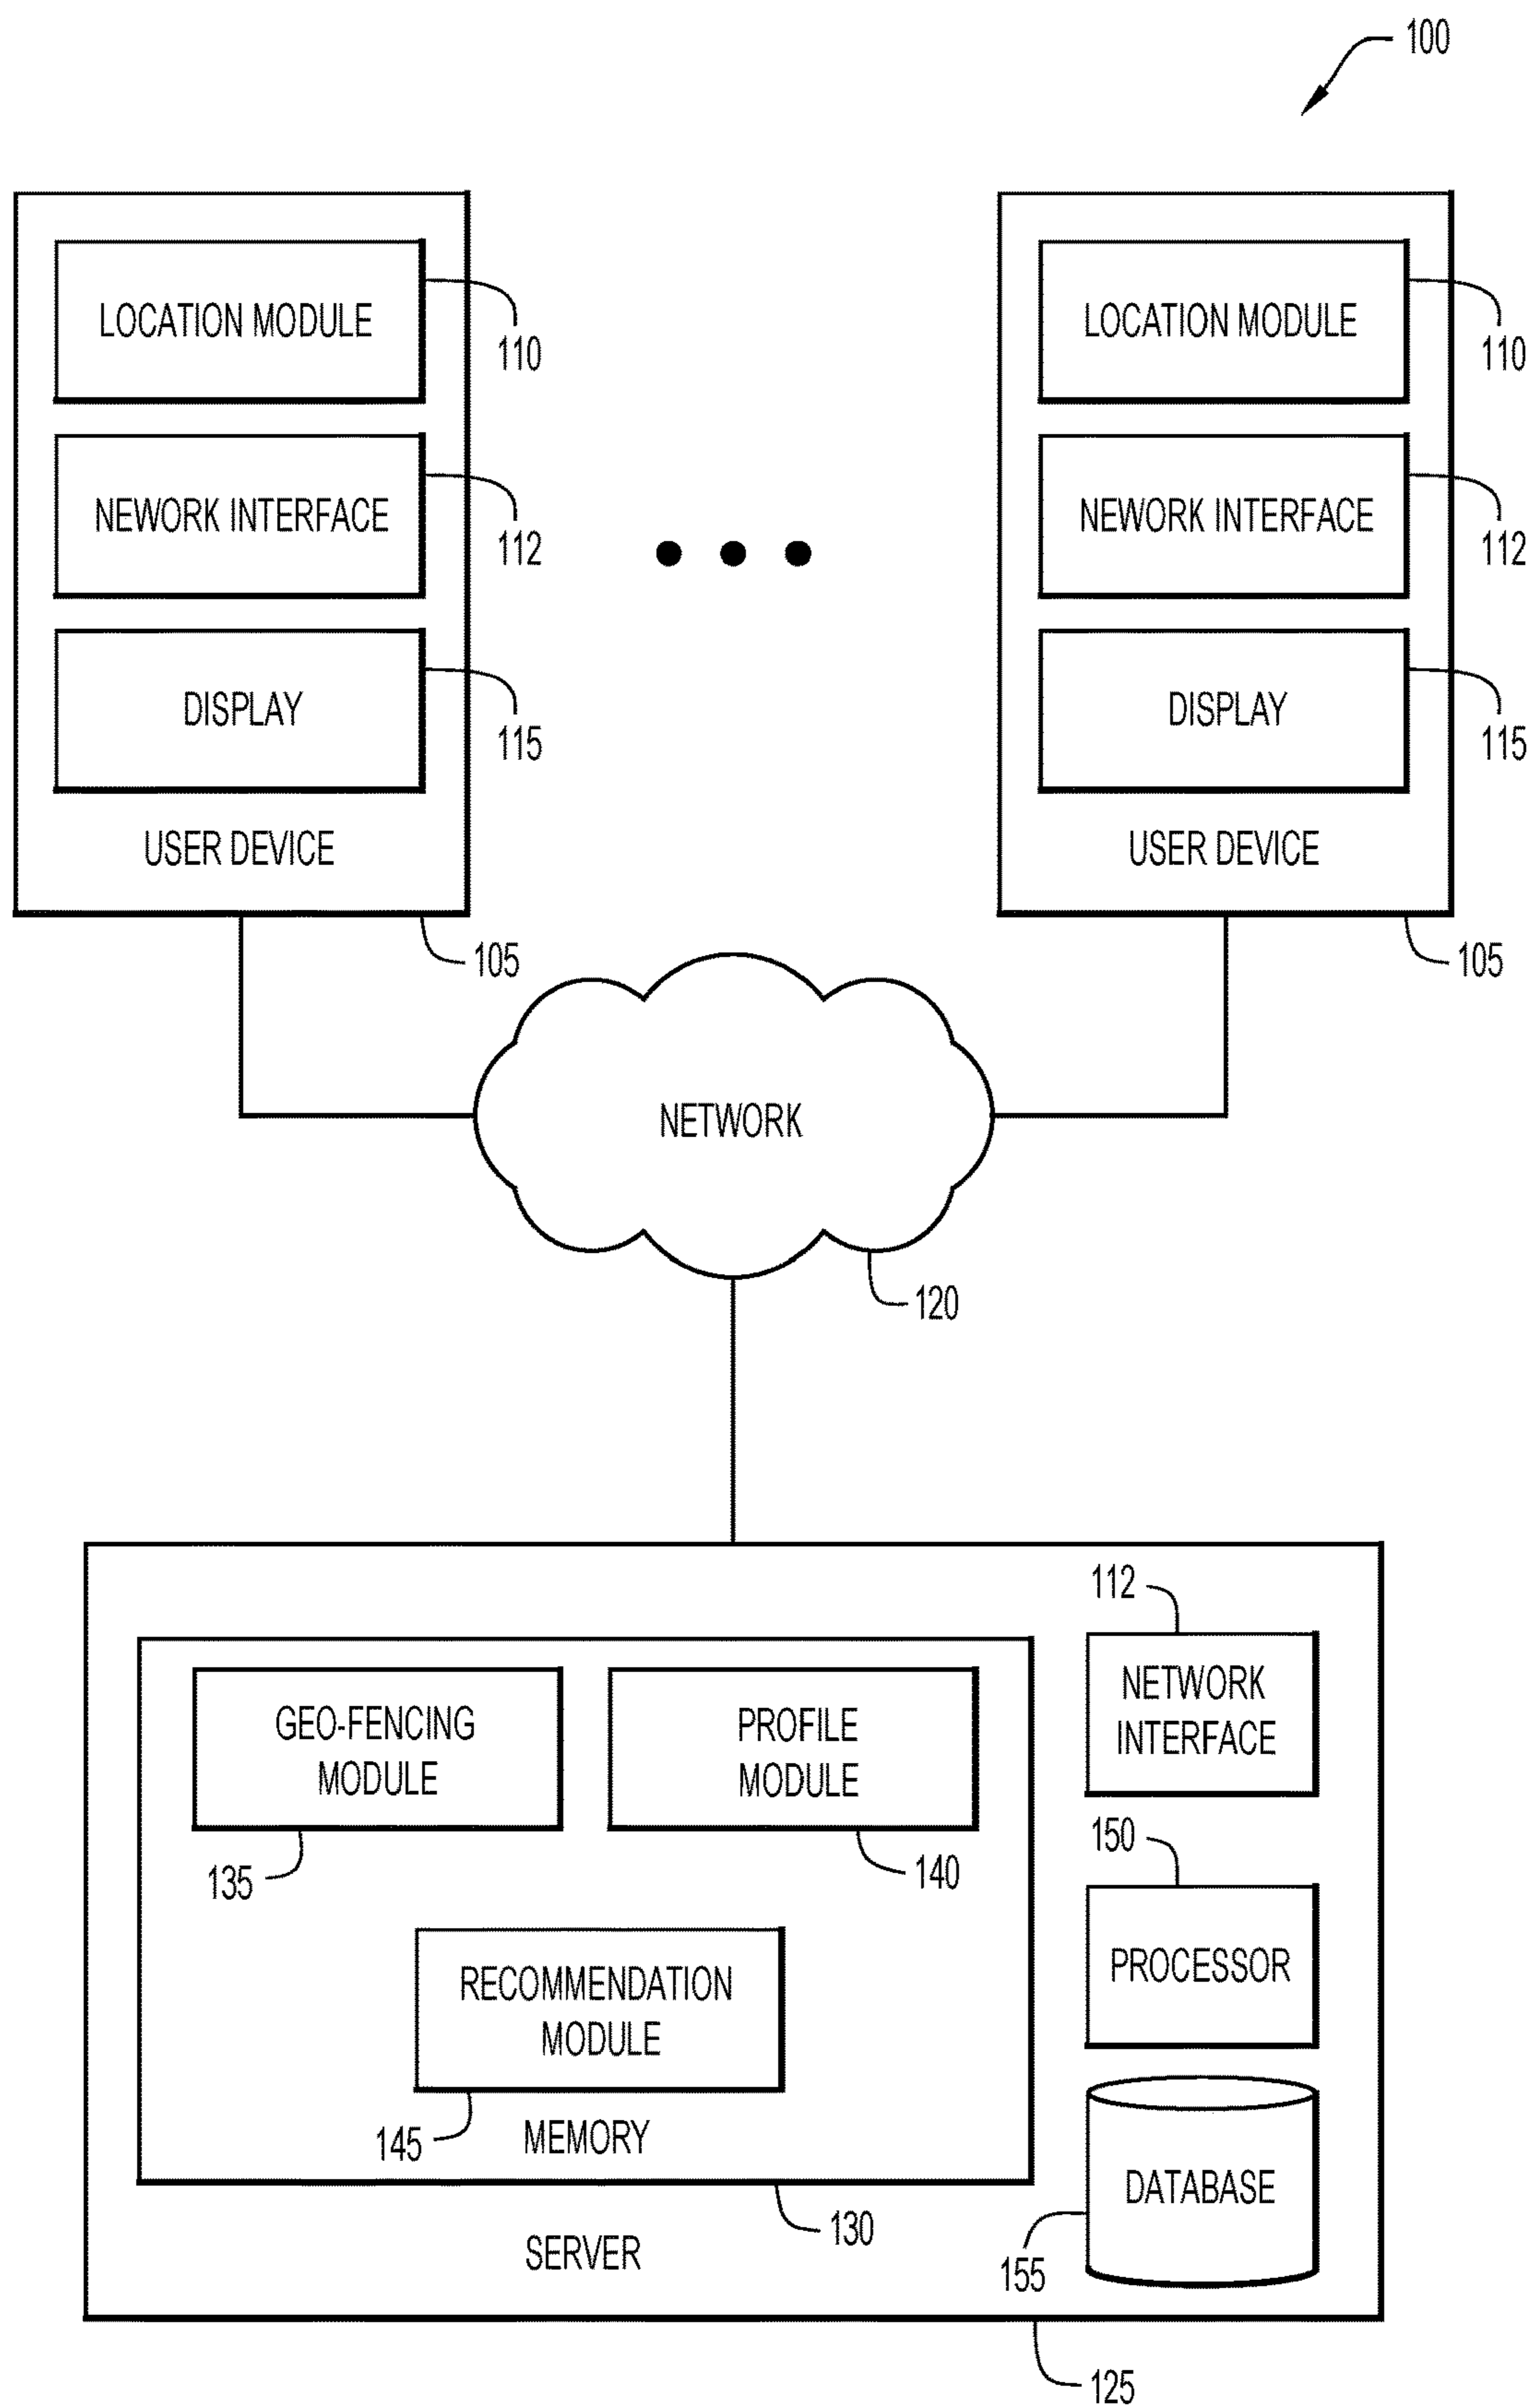 100
LOCATION MODULE
110
NEWORK INTERFACE
112
DISPLAY
115
USER DEVICE
105
LOCATION MODULE
110
NEWORK INTERFACE
112
DISPLAY
115
USER DEVICE
105
NETWORK
120
GEO-FENCING
MODULE
135
PROFILE
MODULE
140
RECOMMENDATION
MODULE
145
MEMORY
130
112
NETWORK
INTERFACE
150
PROCESSOR
DATABASE
155
SERVER
125